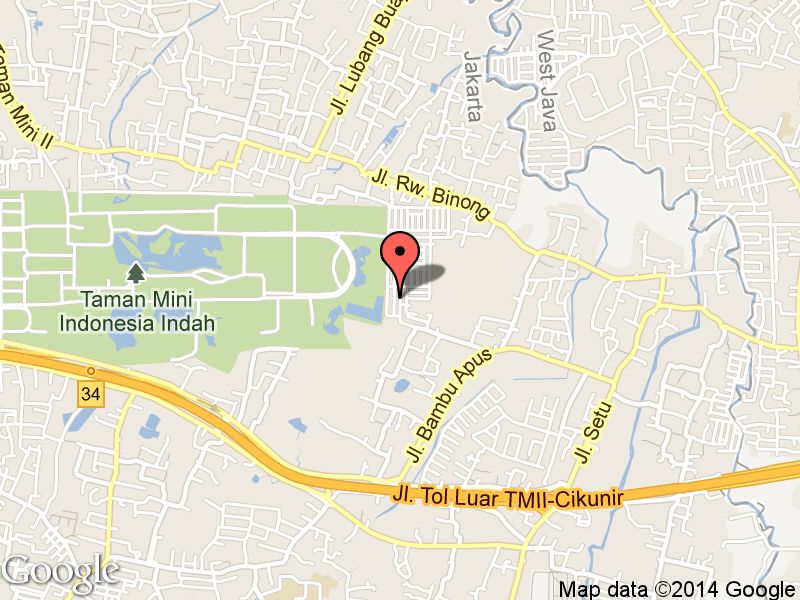 Jl. Lubang Bua
West Java
Jakarta
Taman Mini II
Jl. Rw. Binong
Taman Mini
Indonesia Indah
34
Jl. Bambu Apus
Jl. Setu
Jl. Tol Luar TMII-Cikunir
Google
Map data ©2014 Google